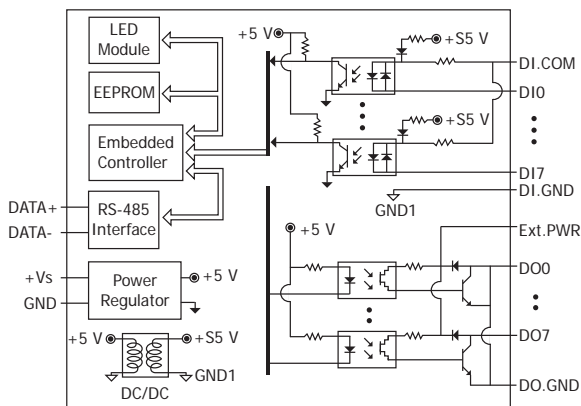 LED
Module
EEPROM
Embedded
Controller
RS-485
Interface
DATA+
DATA-
+Vs
GND
Power
Regulator
+5 V
+5 V
+S5 V
GND1
DC/DC
+5 V
+S5 V
DI.COM
DI0
+S5 V
DI7
DI.GND
GND1
Ext.PWR
+5 V
DO0
DO7
DO.GND